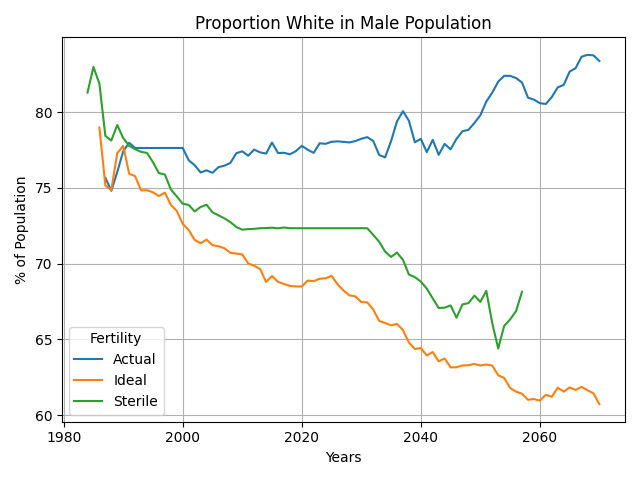 Proportion White in Male Population
% of Population
80
75
70
65
60
Fertility
Actual
Ideal
Sterile
1980
2000
2020
2040
2060
Years